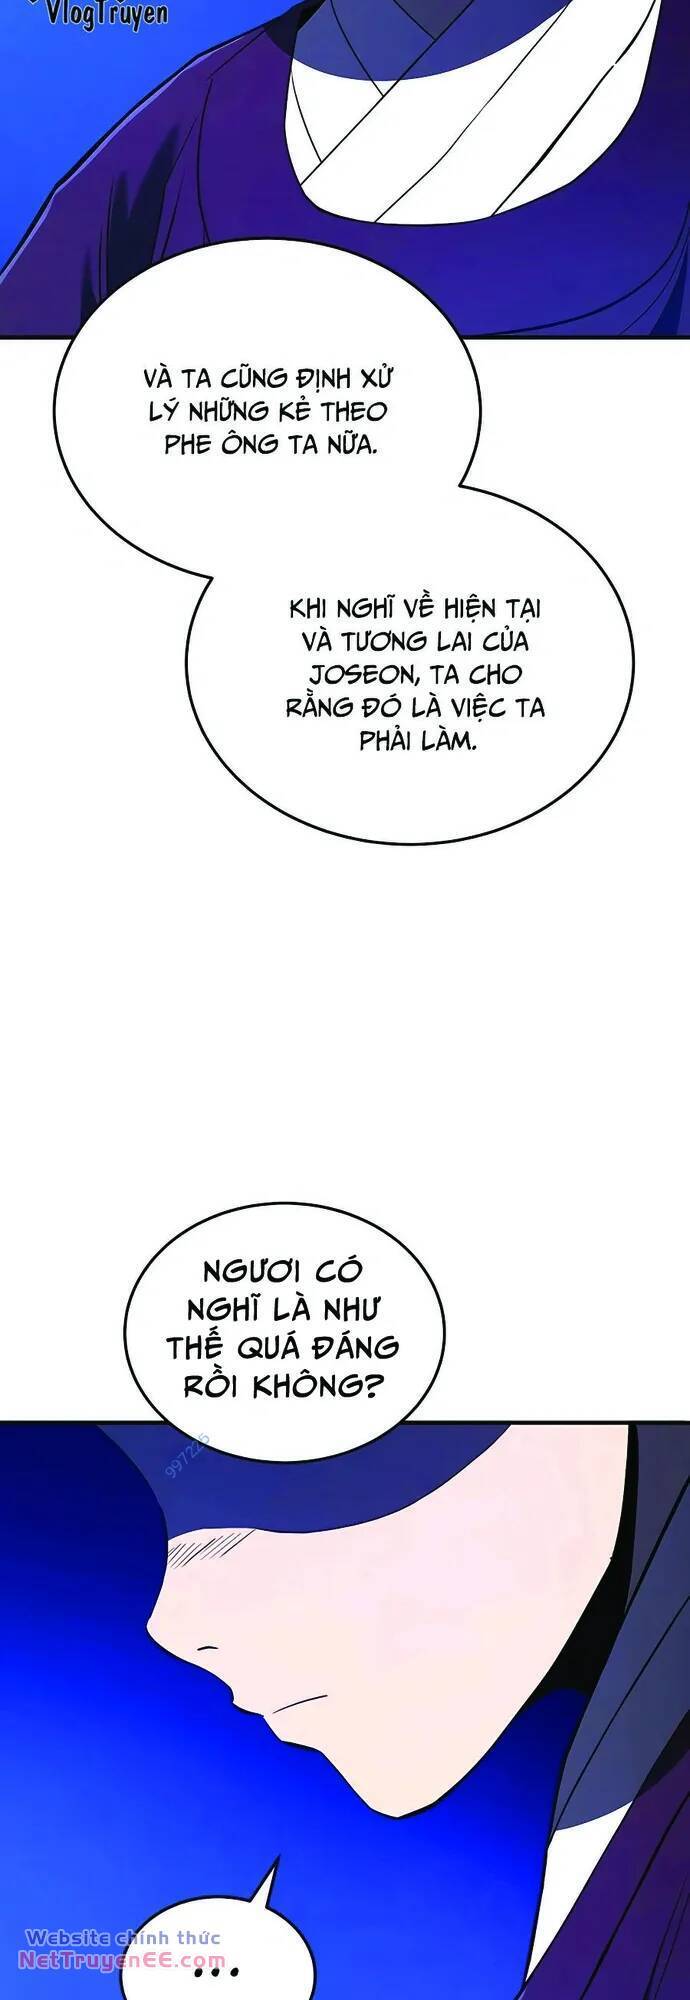 VlogTruyen
VÀ TA CŨNG ĐỊNH XỬ
LÝ NHỮNG KẺ THEO
PHE ÔNG TA NỮA.
KHI NGHĨ VỀ HIỆN TẠI
VÀ TƯƠNG LAI CỦA
JOSEON, TA CHO
RẰNG ĐÓ LÀ VIỆC TA
PHẢI LÀM.
NGƯƠI CÓ
NGHĨ LÀ NHƯ
THẾ QUÁ ĐÁNG
RỒI KHÔNG?
997225
...
Website chính thức
NetTruyenEE.com